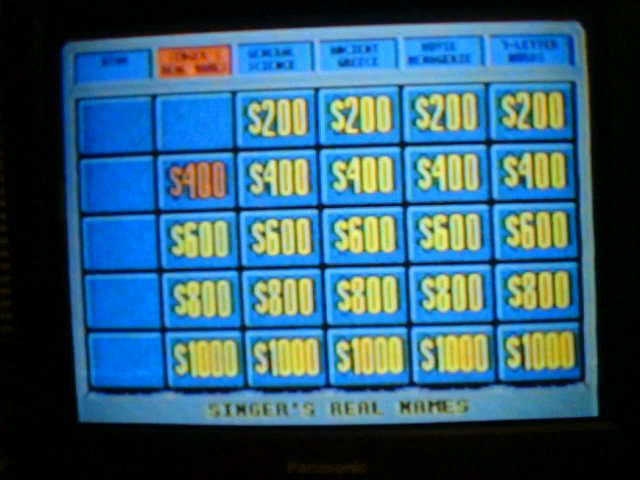 UTAH SINGER'S GENERAL ANCIENT MOVIE 7-LETTER
REAL NAMES SCIENCE GREECE MENAGERIE WORDS
$200 $200 $200 $200
$400 $400 $400 $400 $400
$600 $600 $600 $600 $600
$800 $800 $800 $800 $800
$1000 $1000 $1000 $1000 $1000
SINGER'S REAL NAMES
Panasonic